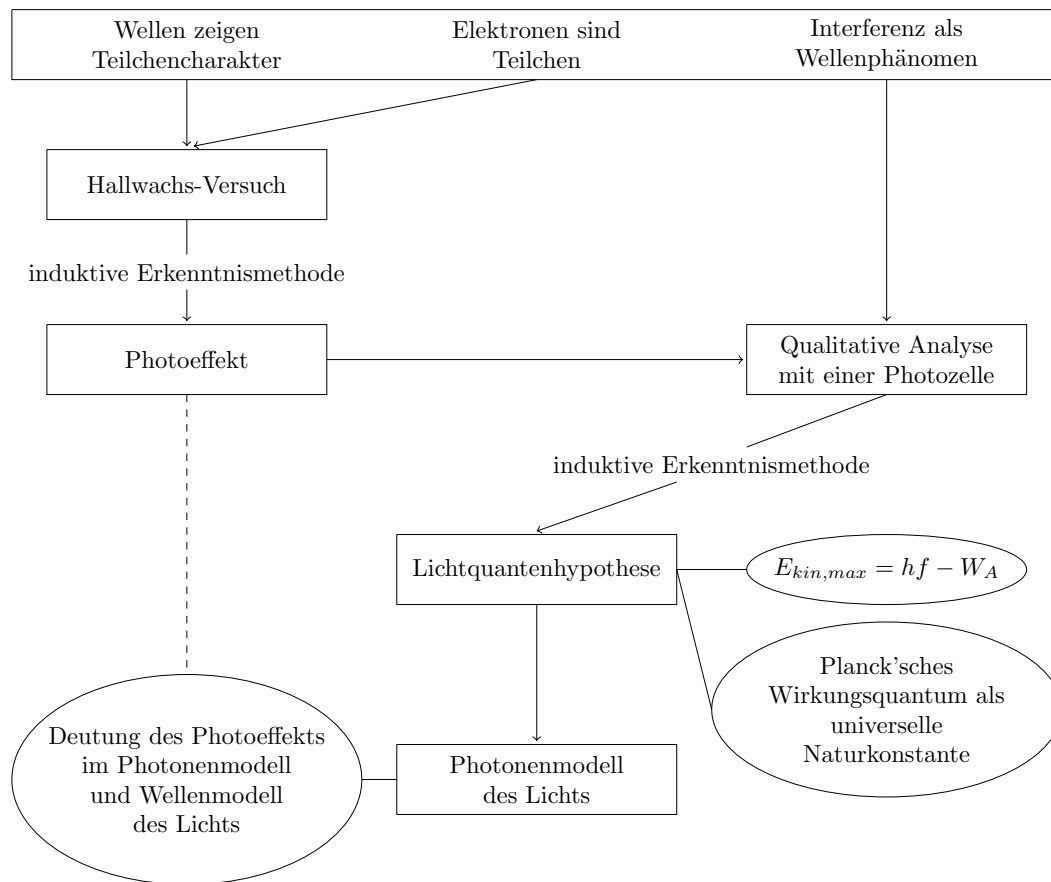 Wellen zeigen
Teilchencharakter
Elektronen sind
Teilchen
Interferenz als
Wellenphänomen
Hallwachs-Versuch
induktive Erkenntnismethode
Photoeffekt
Qualitative Analyse
mit einer Photozelle
induktive Erkenntnismethode
Lichtquantenhypothese
$E_{kin,max} = hf - W_A$
Planck'sches
Wirkungsquantum als
universelle
Naturkonstante
Deutung des Photoeffekts
im Photonenmodell
und Wellenmodell
des Lichts
Photonenmodell
des Lichts